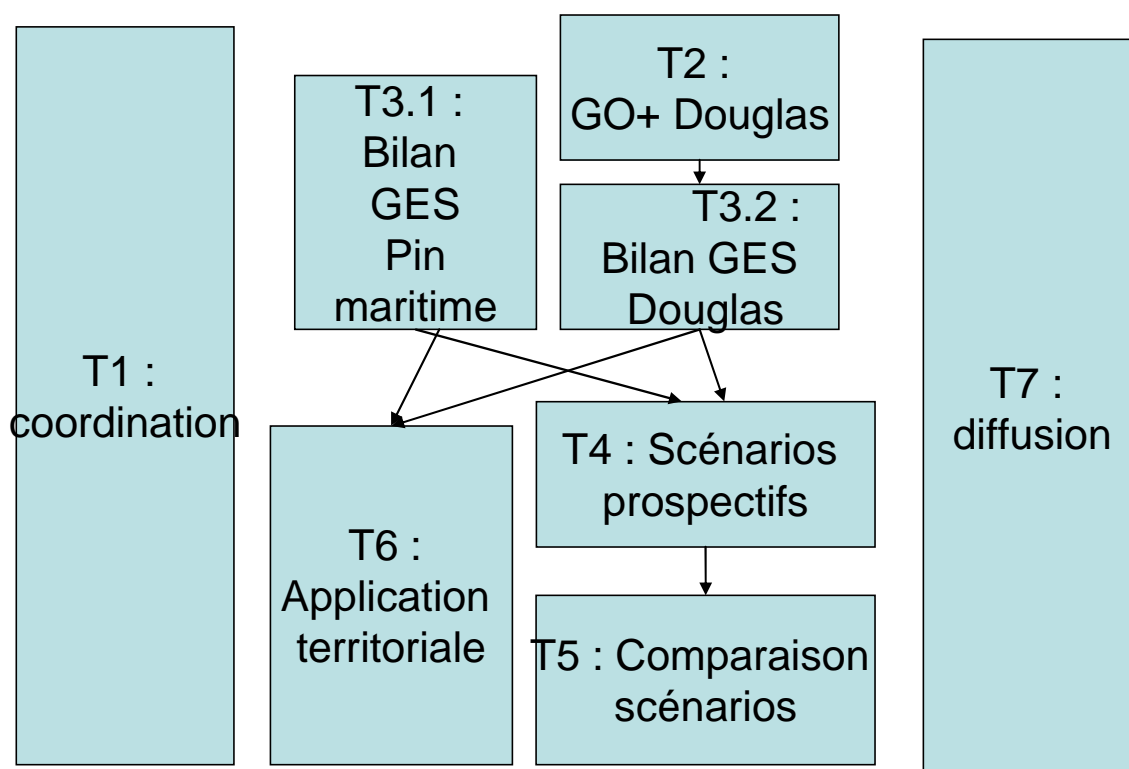 T1 :
coordination
T3.1 :
Bilan
GES
Pin
maritime
T2 :
GO+ Douglas
T3.2 :
Bilan GES
Douglas
T6 :
Application
territoriale
T4 : Scénarios
prospectifs
T5 : Comparaison
scénarios
T7 :
diffusion